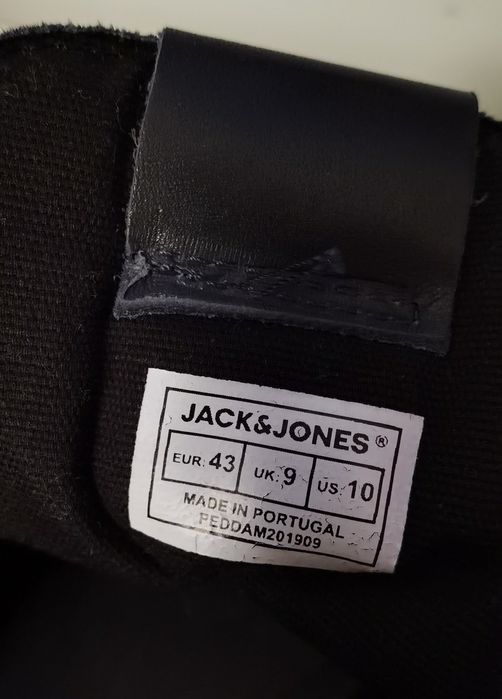 JACK&JONES®
EUR: 43 UK: 9 US: 10
MADE IN PORTUGAL
PEDDAM201909